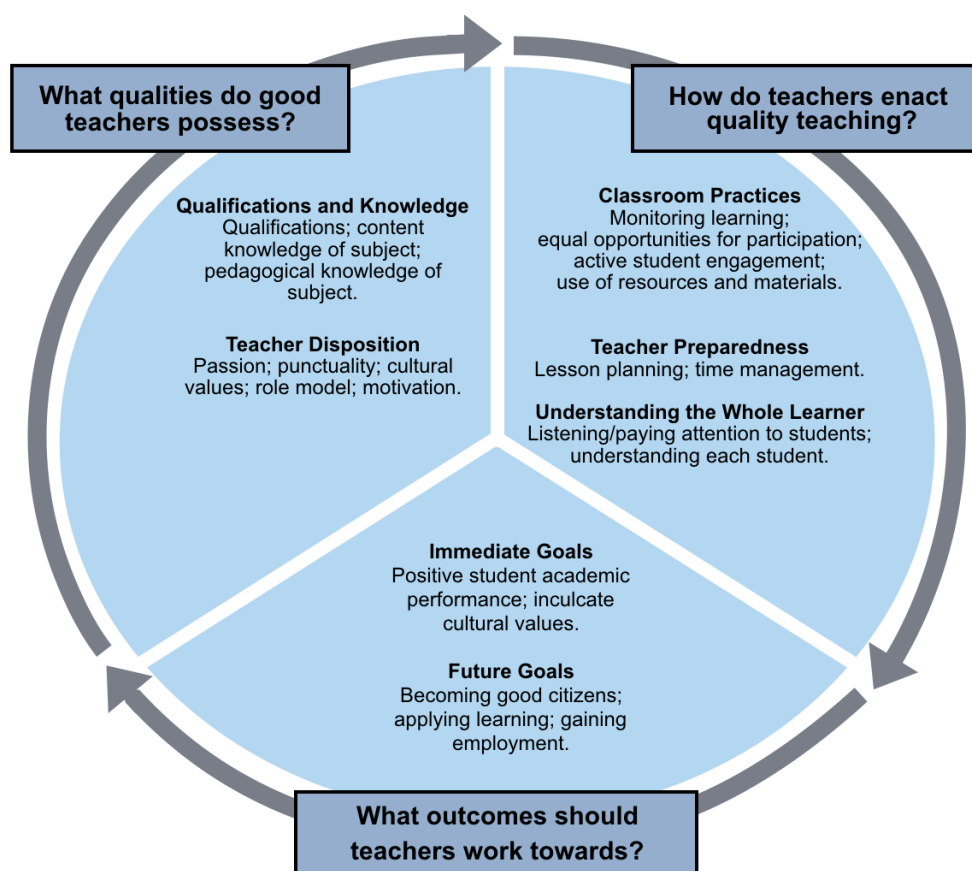 What qualities do good
teachers possess?
Qualifications and Knowledge
Qualifications; content
knowledge of subject;
pedagogical knowledge of
subject.
Teacher Disposition
Passion; punctuality; cultural
values; role model; motivation.
How do teachers enact
quality teaching?
Classroom Practices
Monitoring learning;
equal opportunities for participation;
active student engagement;
use of resources and materials.
Teacher Preparedness
Lesson planning; time management.
Understanding the Whole Learner
Listening/paying attention to students;
understanding each student.
Immediate Goals
Positive student academic
performance; inculcate
cultural values.
Future Goals
Becoming good citizens;
applying learning; gaining
employment.
What outcomes should
teachers work towards?